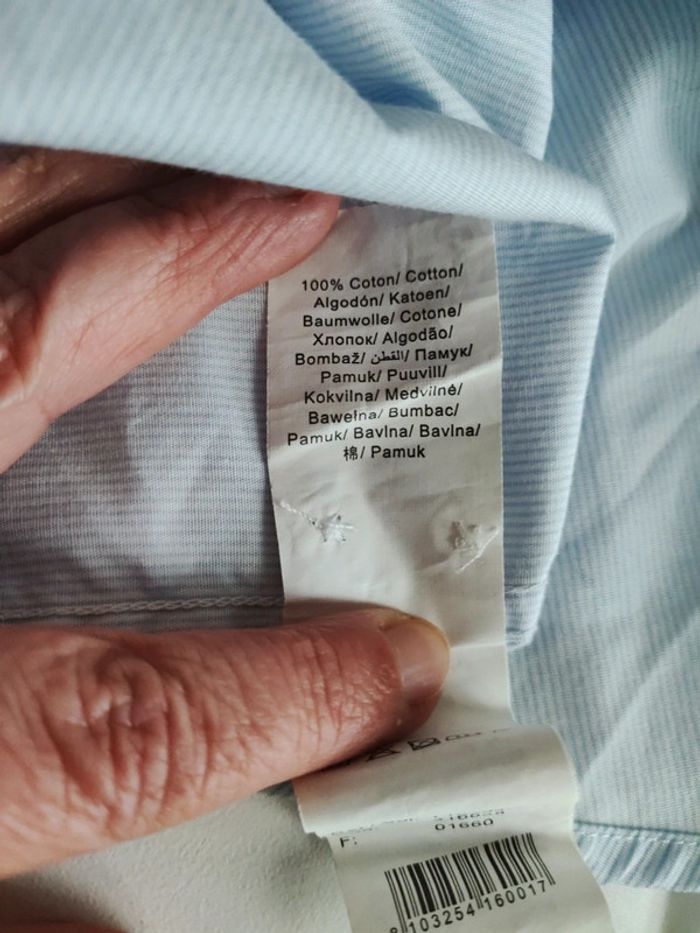 100% Coton/ Cotton/
Algodón/ Katoen/
Baumwolle/ Cotone/
Хлопок/ Algodão/
Bombaž/ القطن/ Памук/
Pamuk/ Puuvill/
Kokvilna/ Medvilnė/
Bawełna/ Bumbac/
Pamuk/ Bavlna/ Bavlna/
棉/ Pamuk
01660
F:
8 103254 160017